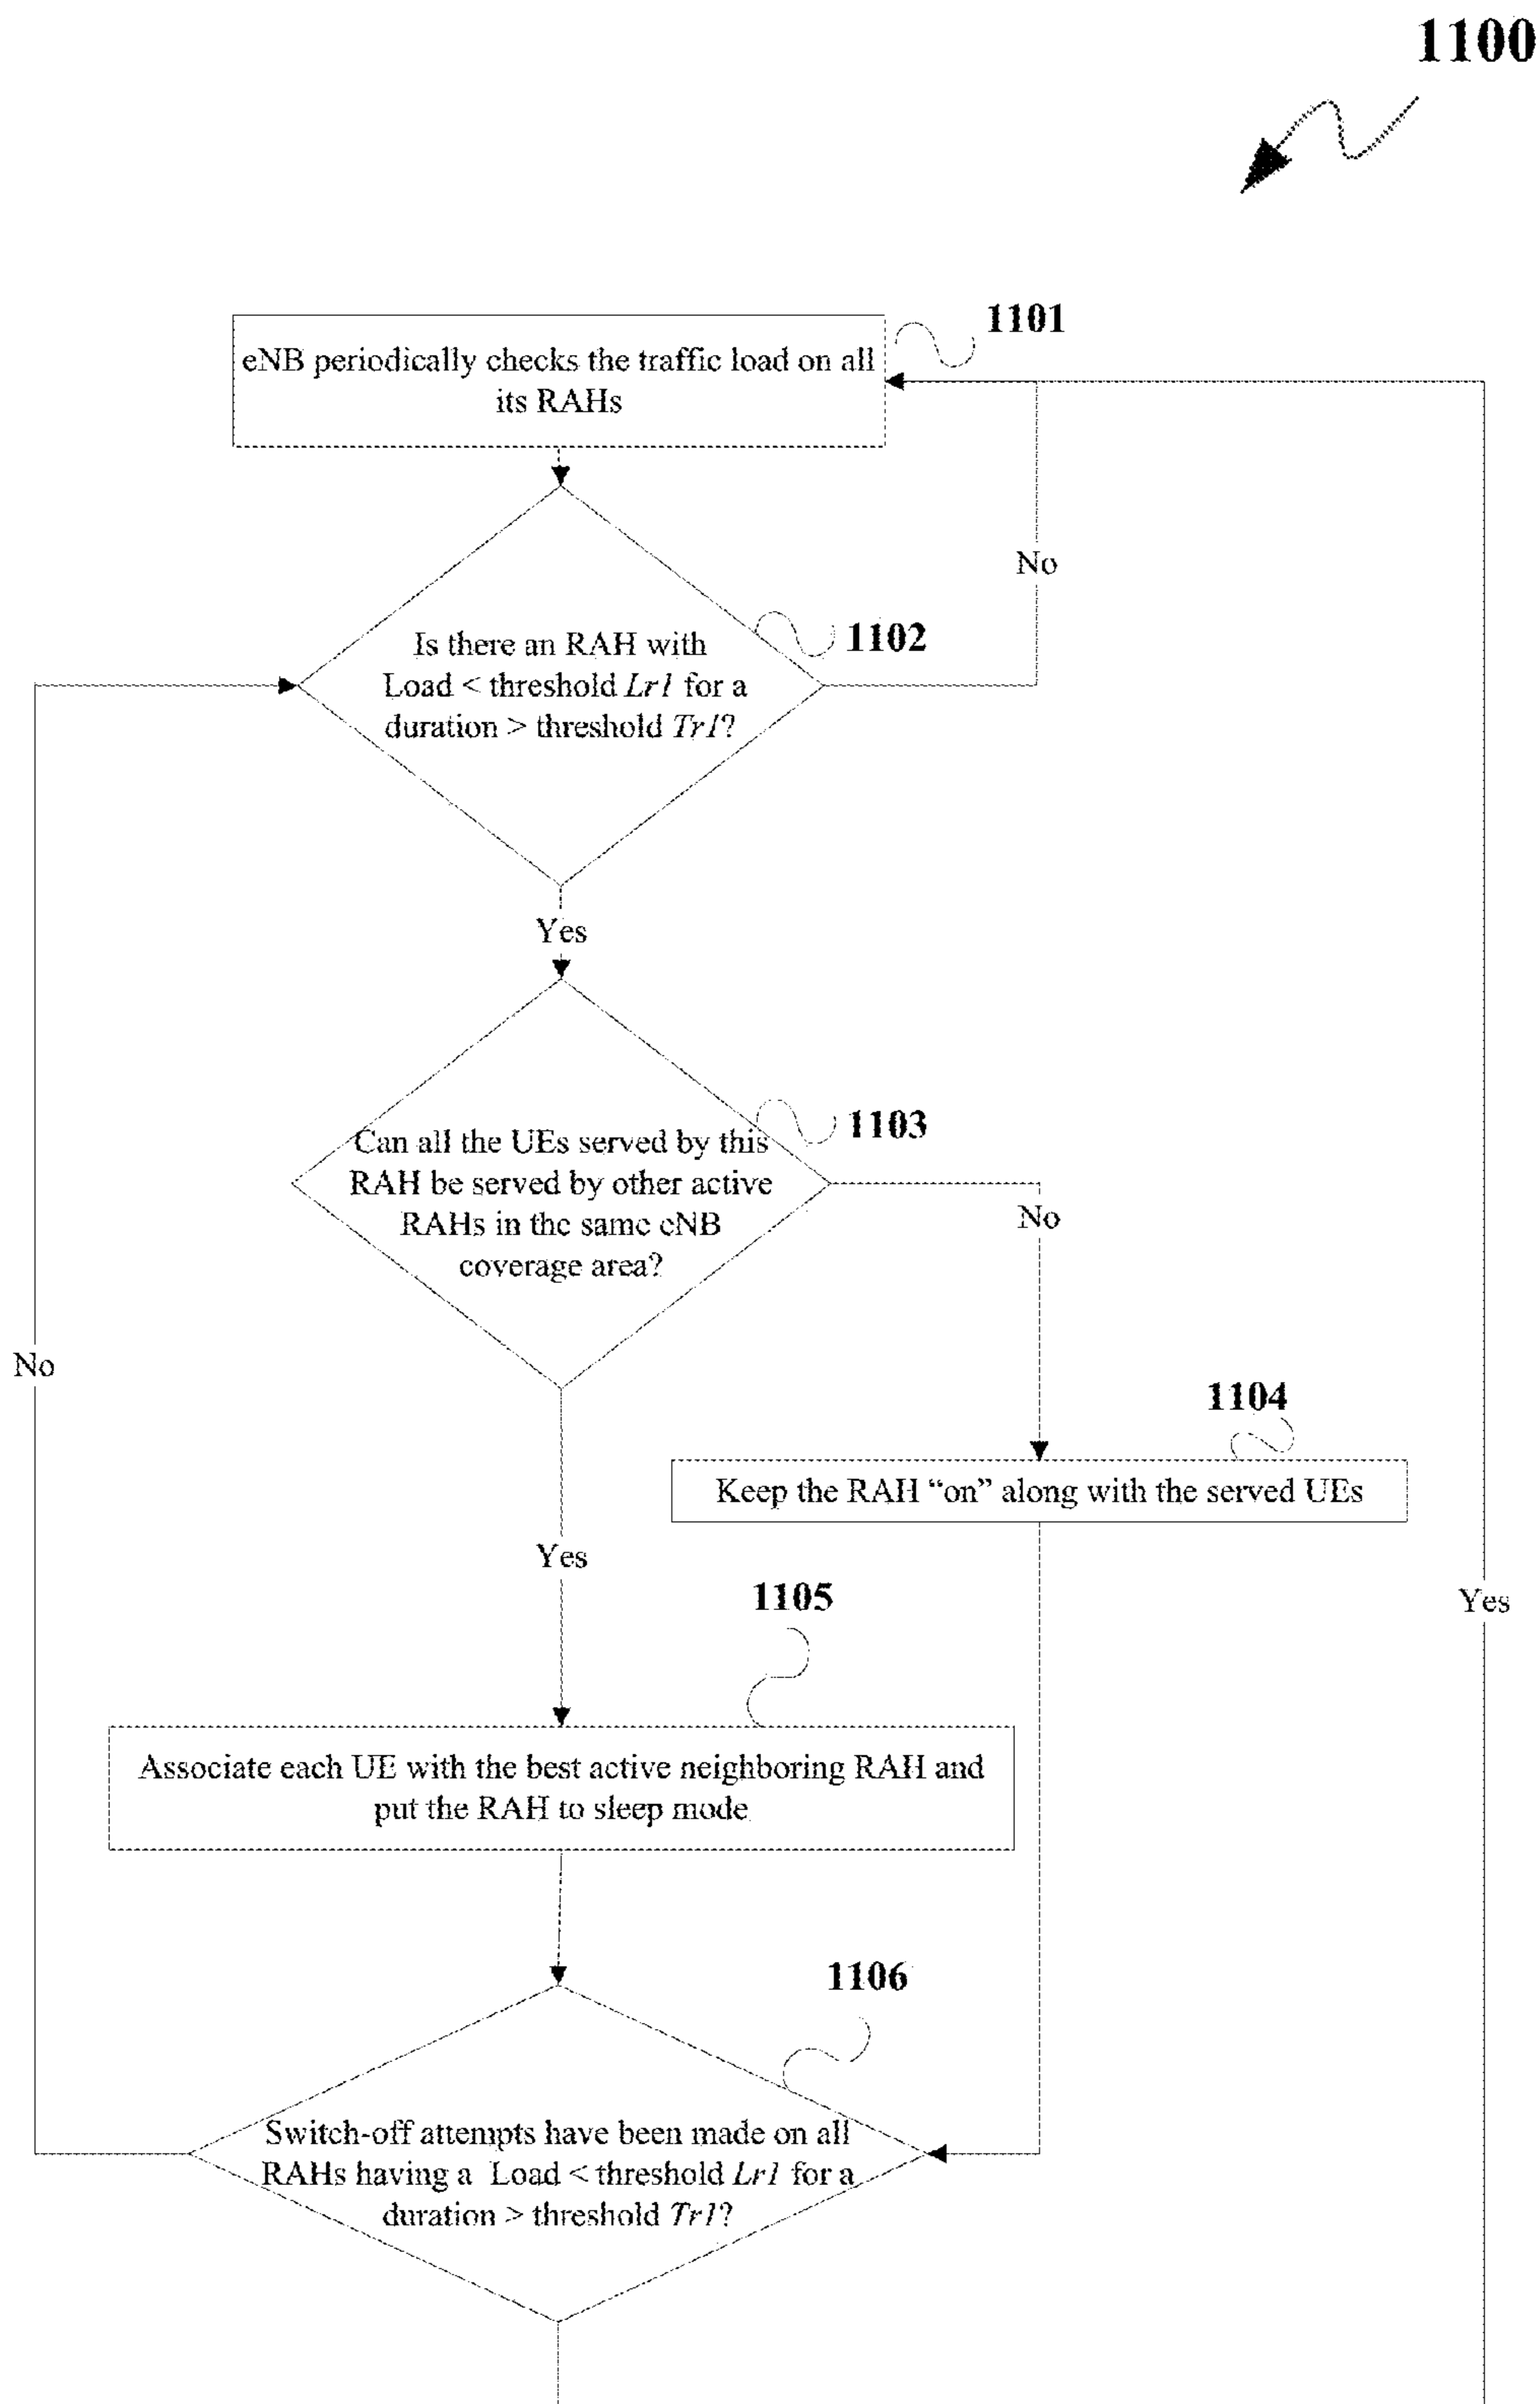 1100
1101
eNB periodically checks the traffic load on all
its RAHs
No
1102
Is there an RAH with
Load < threshold Lr1 for a
duration > threshold Tr1?
Yes
1103
Can all the UEs served by this
RAH be served by other active
RAHs in the same eNB
coverage area?
No
No
1104
Keep the RAH “on” along with the served UEs
Yes
1105
Yes
Associate each UE with the best active neighboring RAH and
put the RAH to sleep mode
1106
Switch-off attempts have been made on all
RAHs having a Load < threshold Lr1 for a
duration > threshold Tr1?